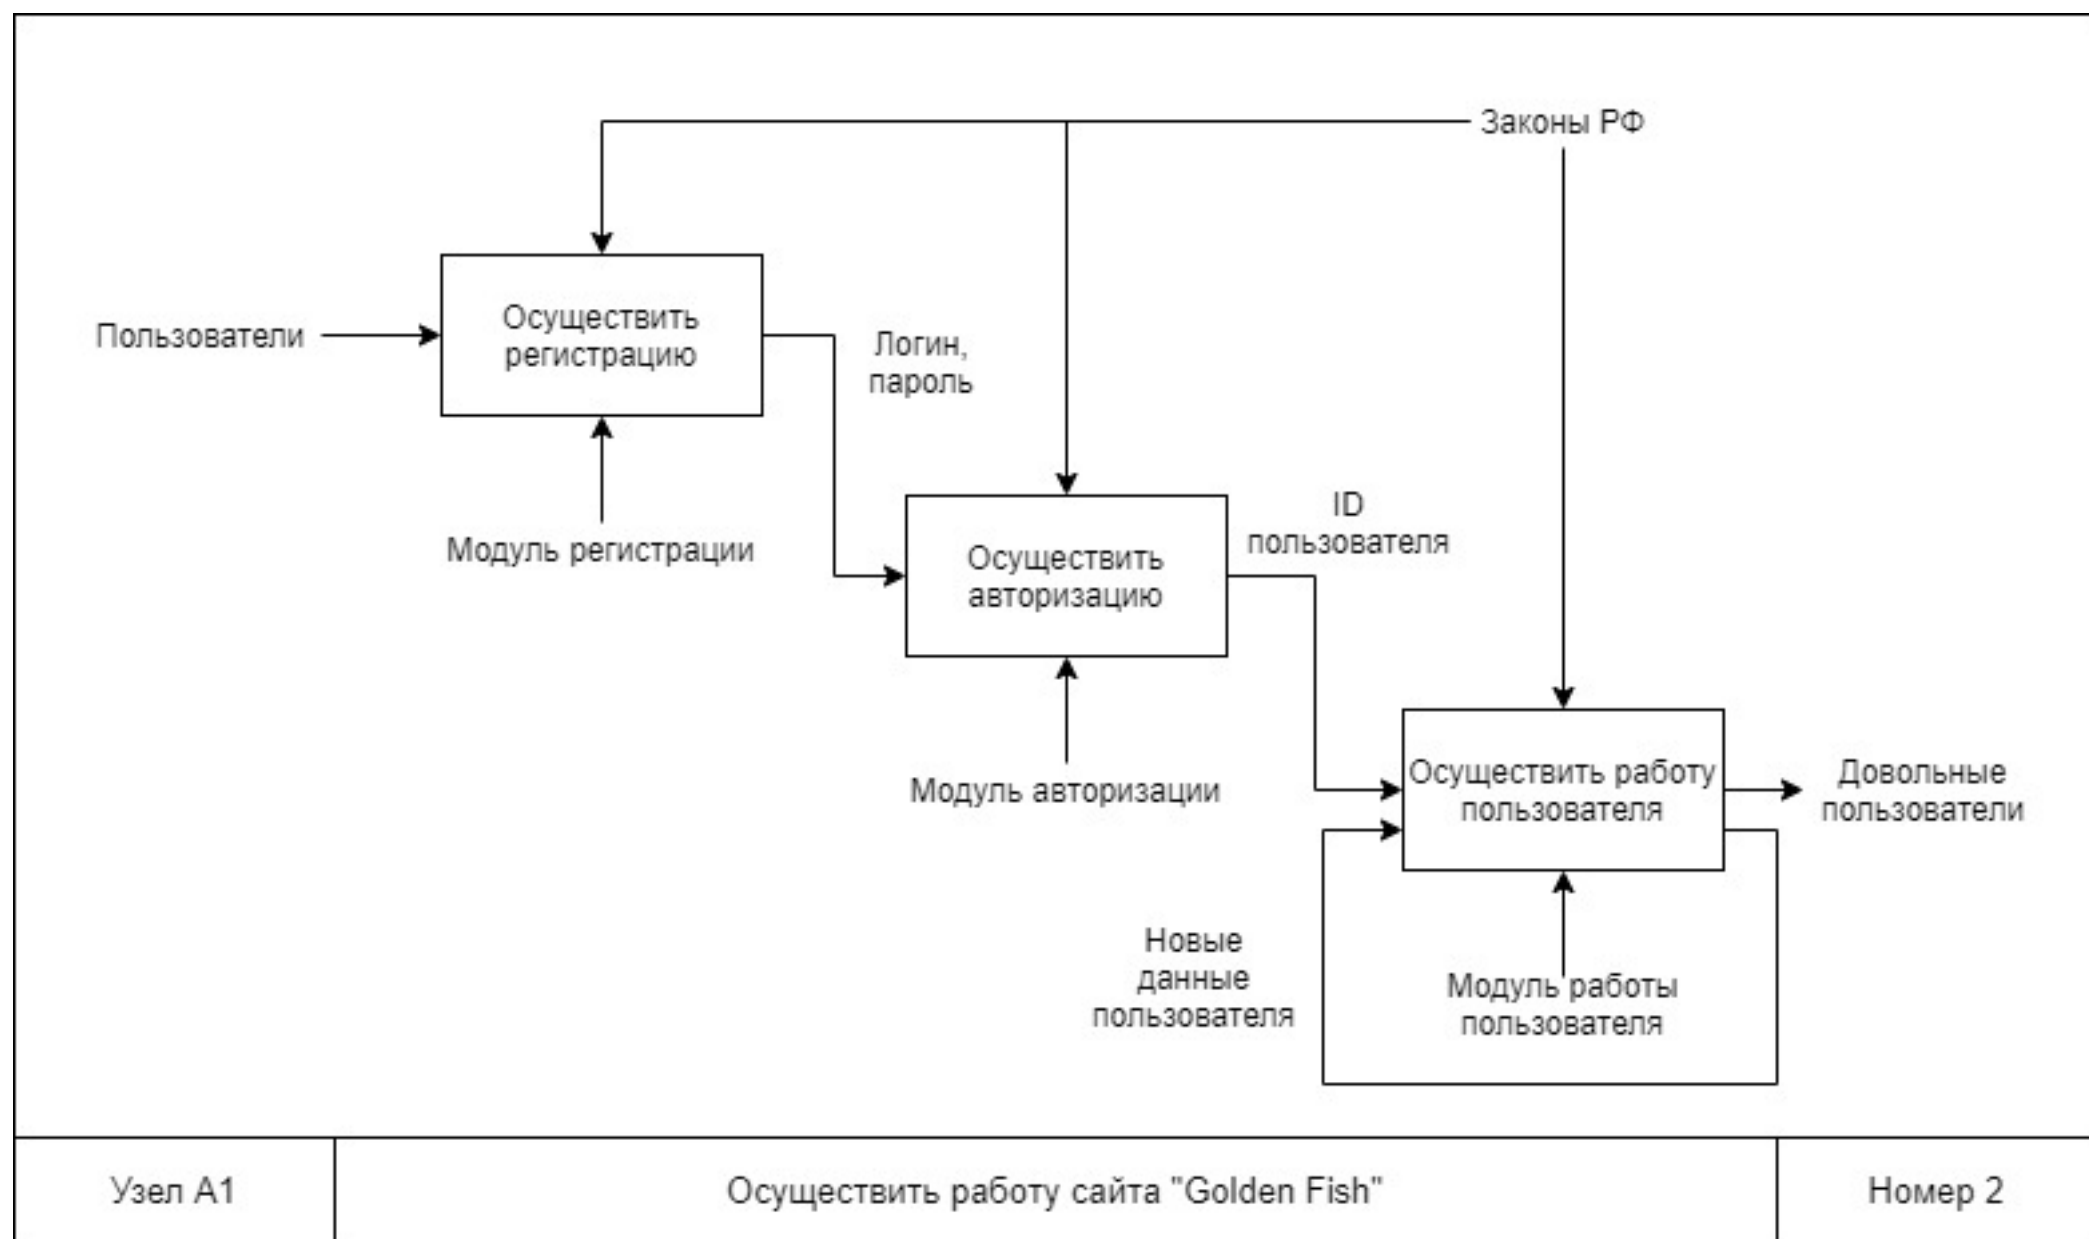 Законы РФ
Пользователи
Осуществить
регистрацию
Логин,
пароль
Модуль регистрации
ID
пользователя
Осуществить
авторизацию
Модуль авторизации
Осуществить работу
пользователя
Довольные
пользователи
Новые
данные
пользователя
Модуль работы
пользователя
Узел А1
Осуществить работу сайта "Golden Fish"
Номер 2